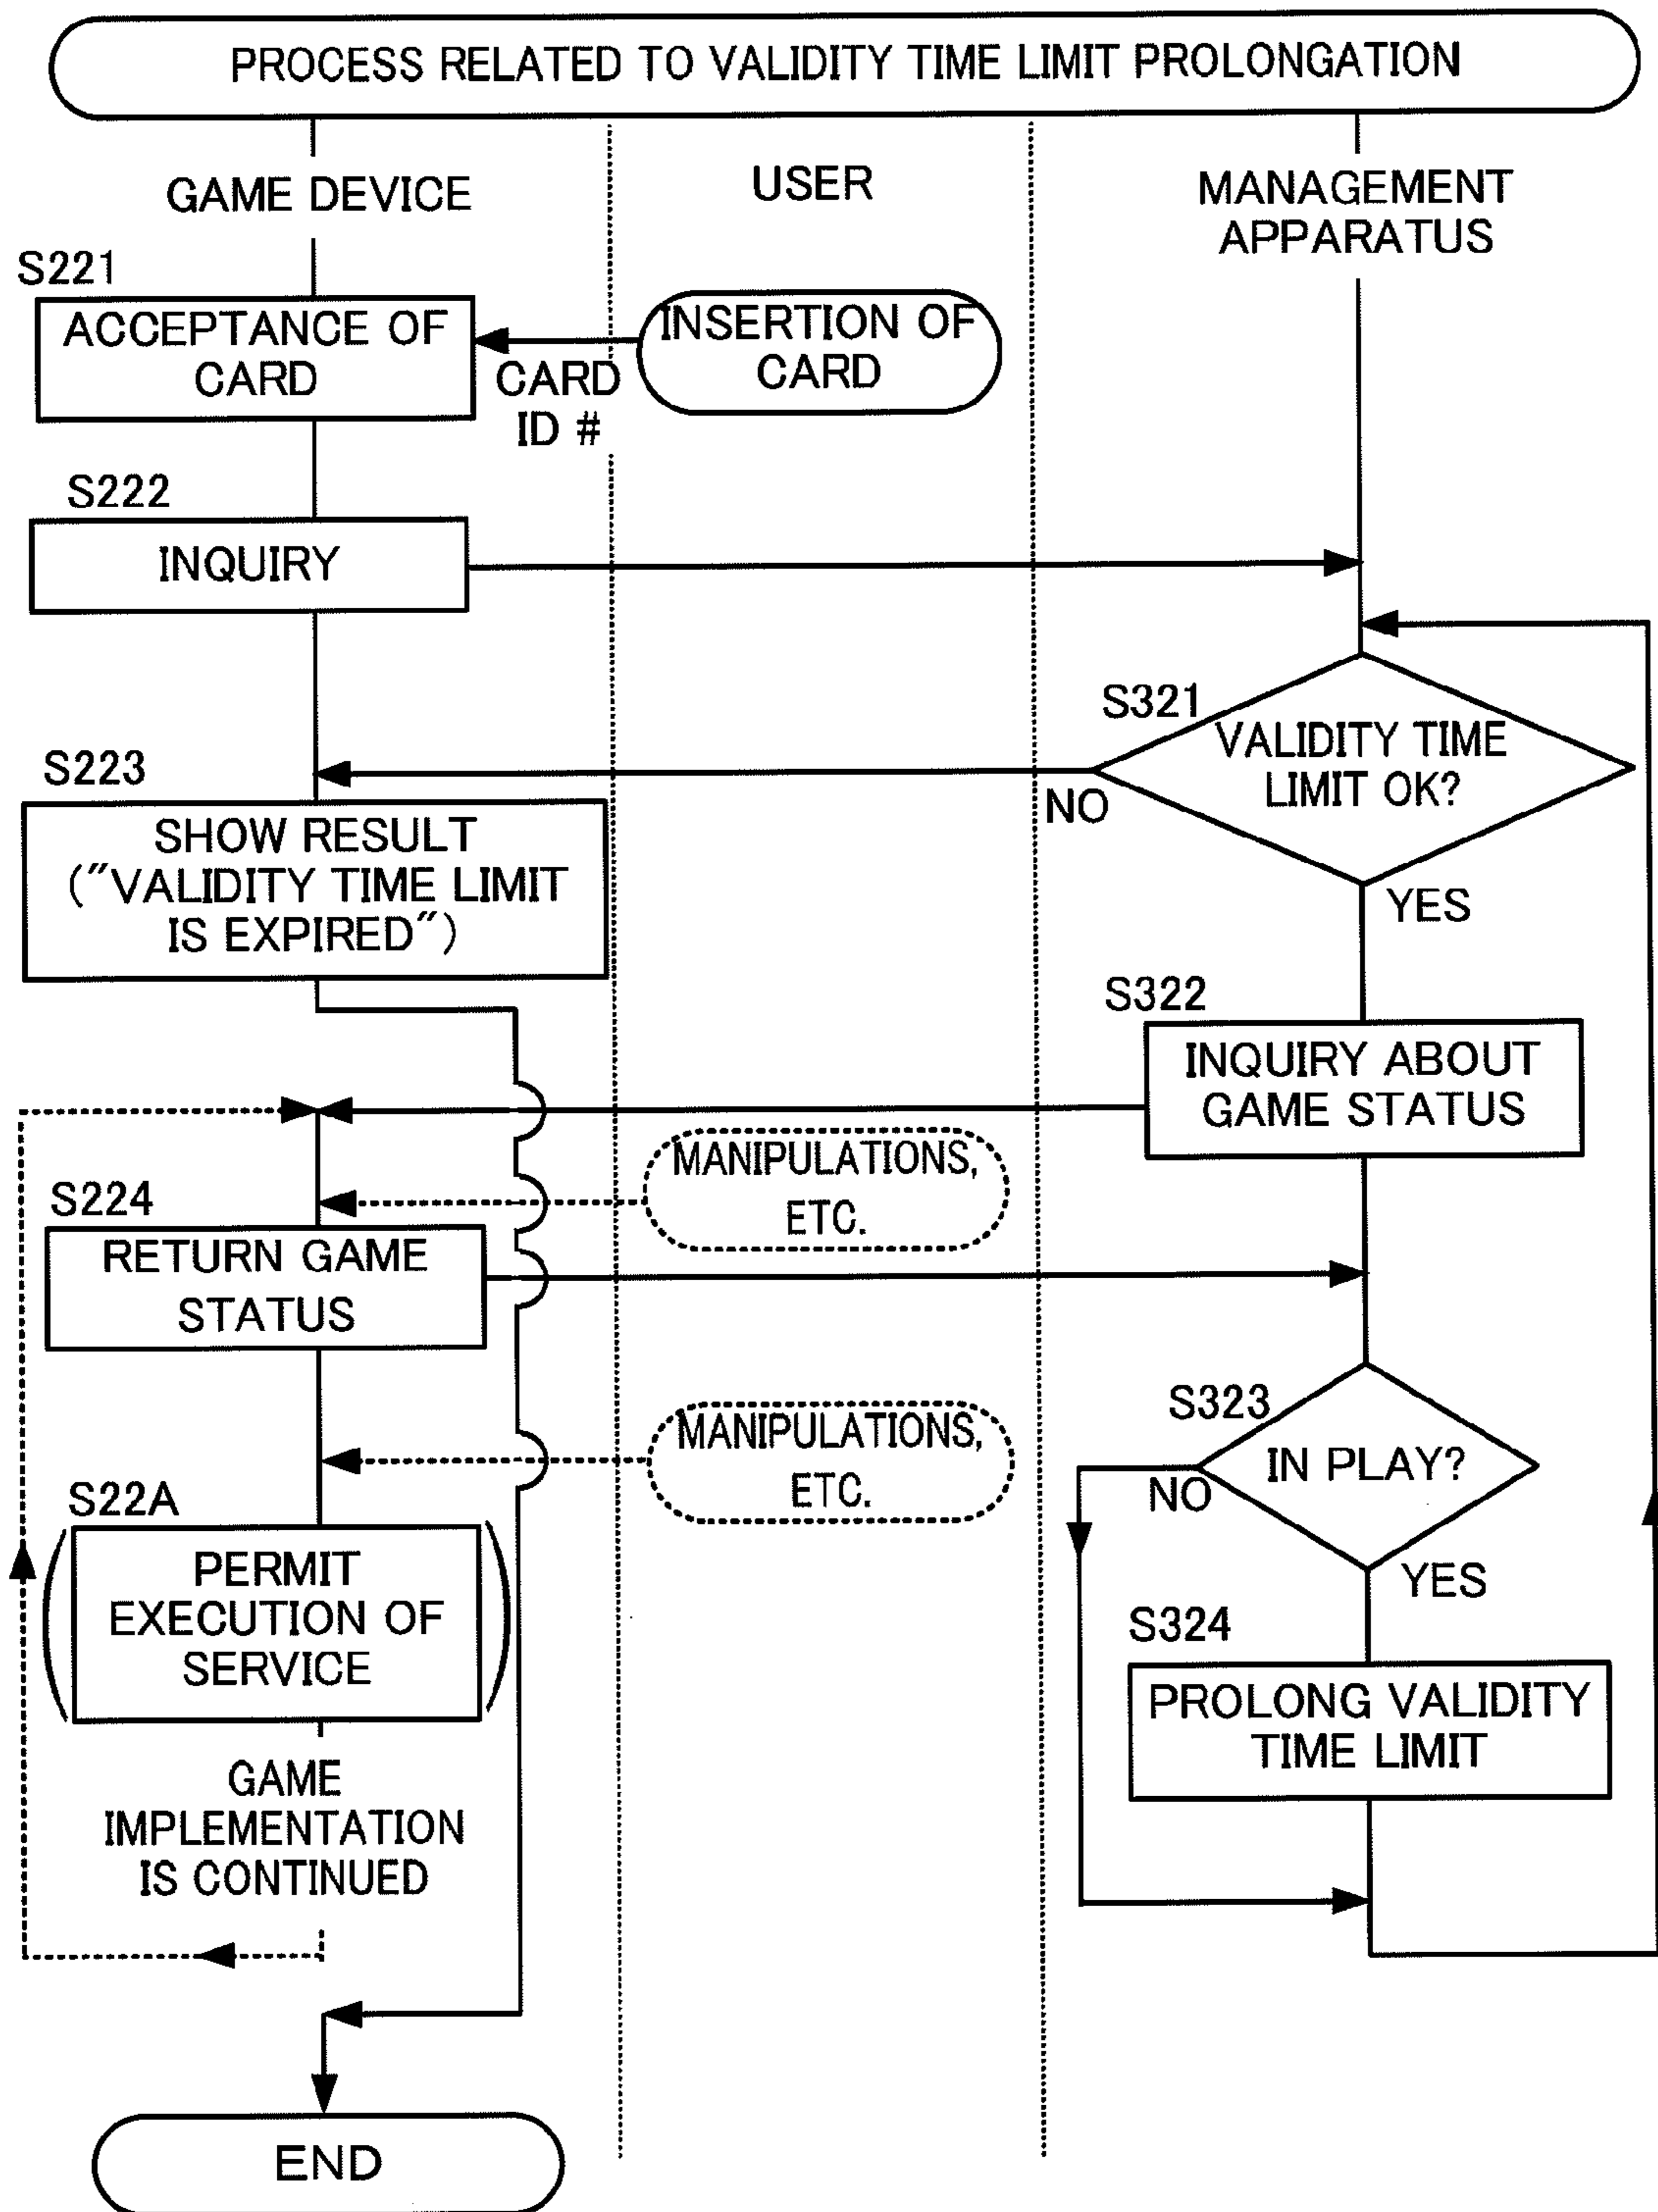 PROCESS RELATED TO VALIDITY TIME LIMIT PROLONGATION
GAME DEVICE
USER
MANAGEMENT
APPARATUS
S221
ACCEPTANCE OF
CARD
CARD
ID #
INSERTION OF
CARD
S222
INQUIRY
S321
VALIDITY TIME
LIMIT OK?
NO
YES
S223
SHOW RESULT
("VALIDITY TIME LIMIT
IS EXPIRED")
S322
INQUIRY ABOUT
GAME STATUS
MANIPULATIONS,
ETC.
S224
RETURN GAME
STATUS
MANIPULATIONS,
ETC.
S323
IN PLAY?
NO
YES
S22A
PERMIT
EXECUTION OF
SERVICE
S324
PROLONG VALIDITY
TIME LIMIT
GAME
IMPLEMENTATION
IS CONTINUED
END